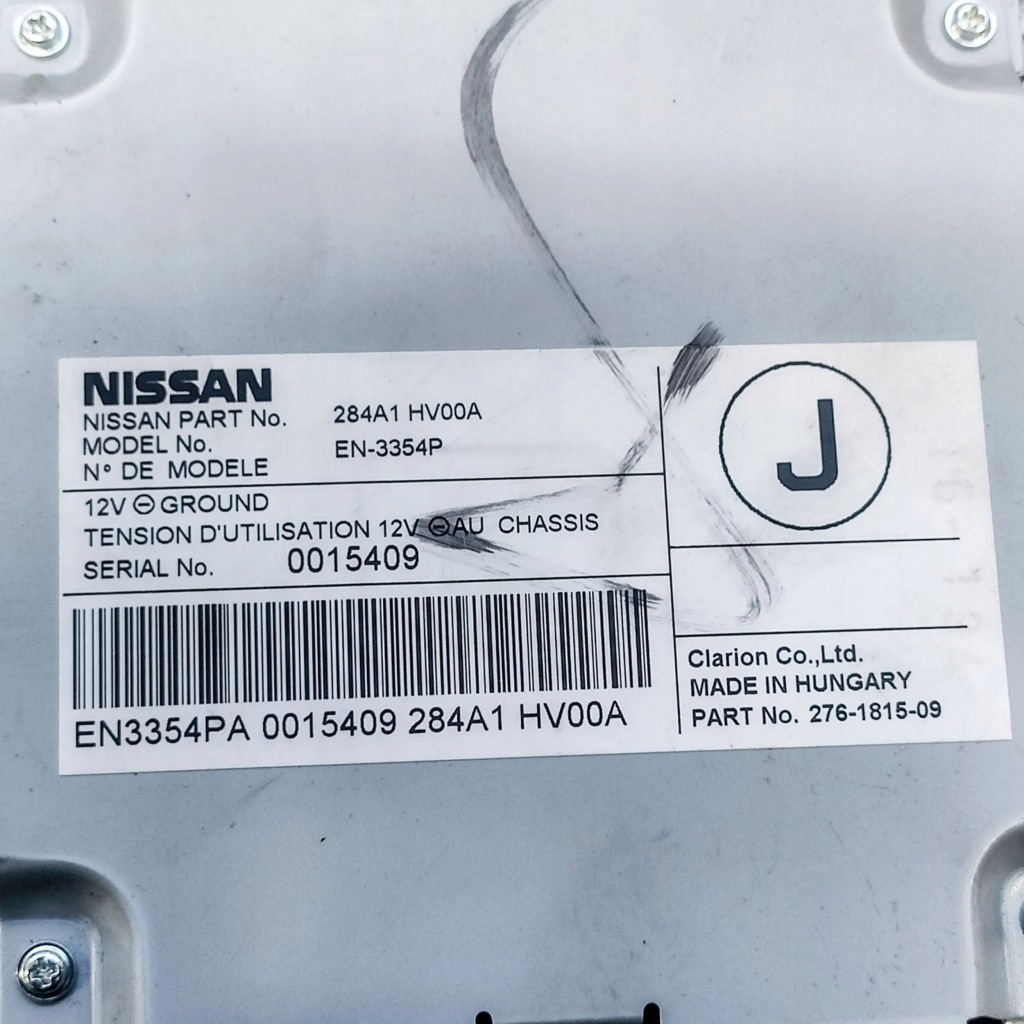 NISSAN
NISSAN PART No. 284A1 HV00A
MODEL No. EN-3354P
N° DE MODELE
12V ⊖ GROUND
TENSION D'UTILISATION 12V ⊖ AU CHASSIS
SERIAL No. 0015409
EN3354PA 0015409 284A1 HV00A
J
Clarion Co.,Ltd.
MADE IN HUNGARY
PART No. 276-1815-09